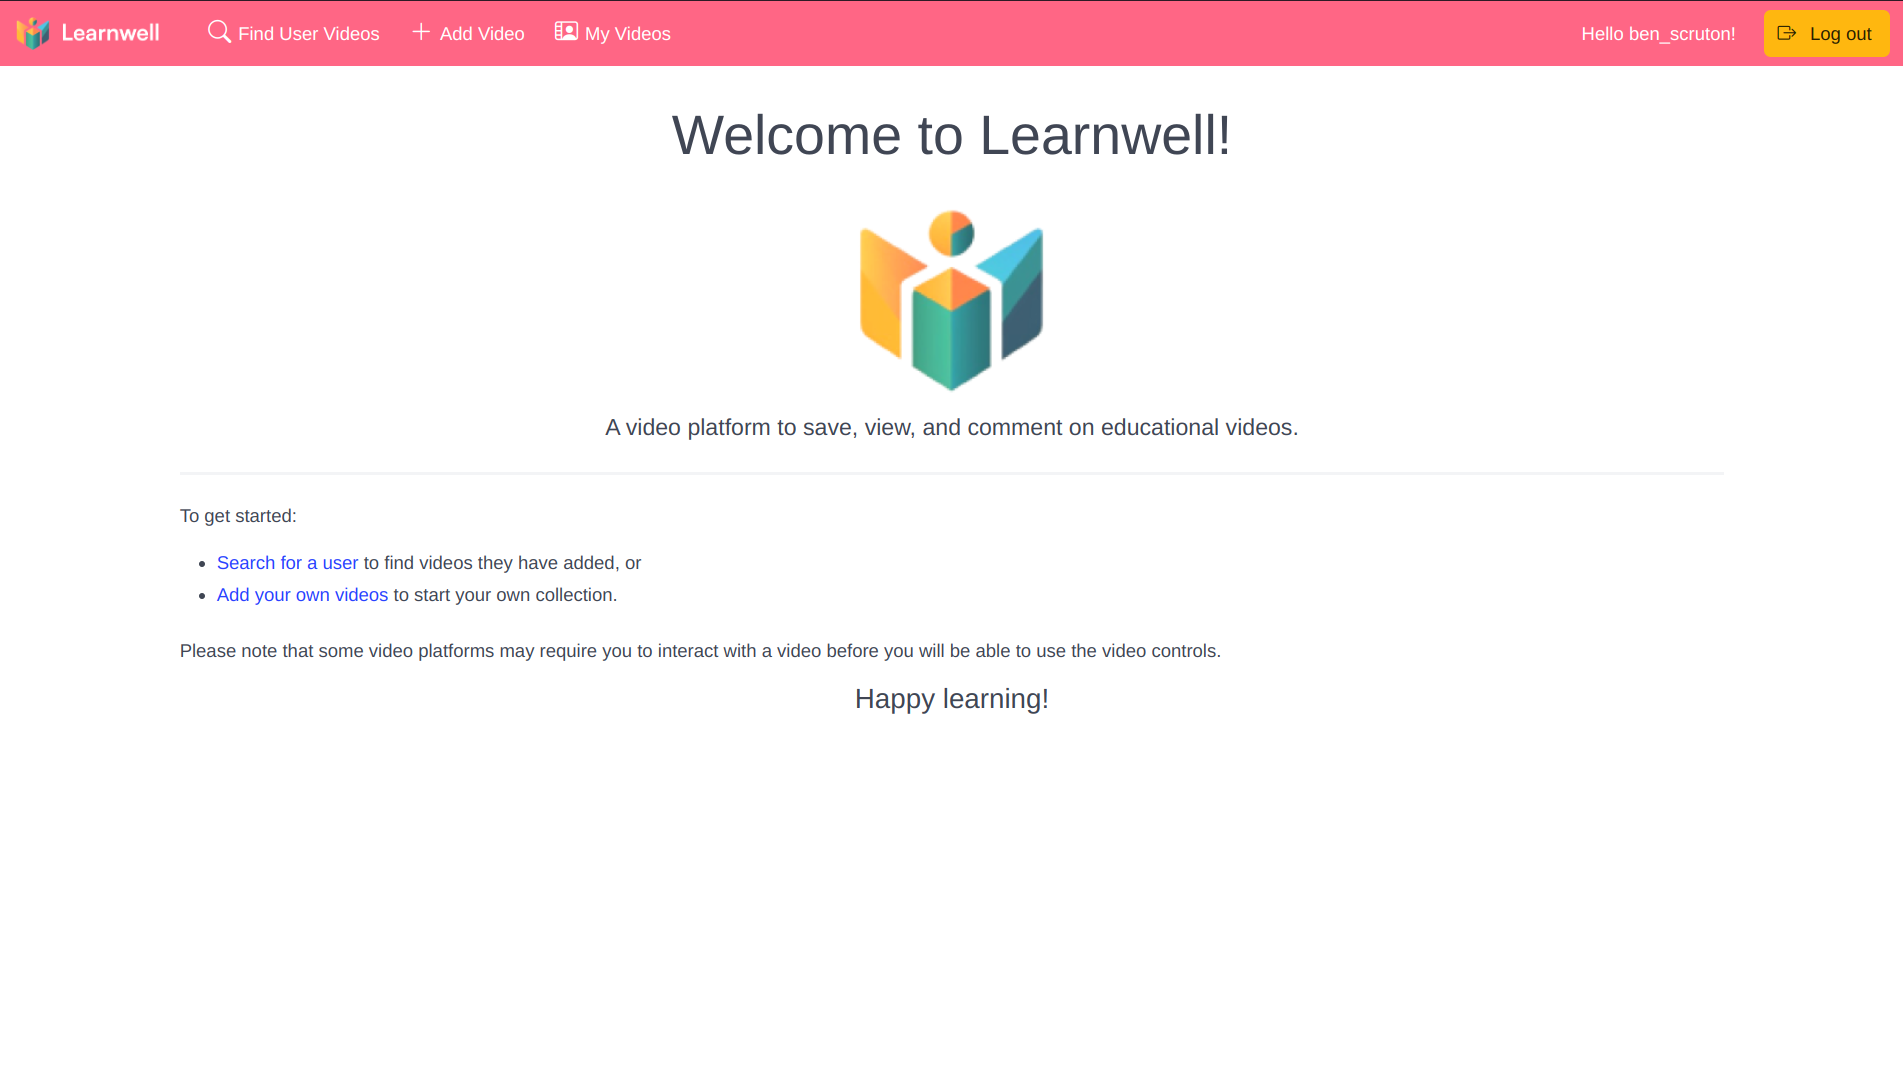 Learnwell Find User Videos Add Video My Videos Hello ben_scruton! Log out
Welcome to Learnwell!
A video platform to save, view, and comment on educational videos.
To get started:
• Search for a user to find videos they have added, or
• Add your own videos to start your own collection.
Please note that some video platforms may require you to interact with a video before you will be able to use the video controls.
Happy learning!